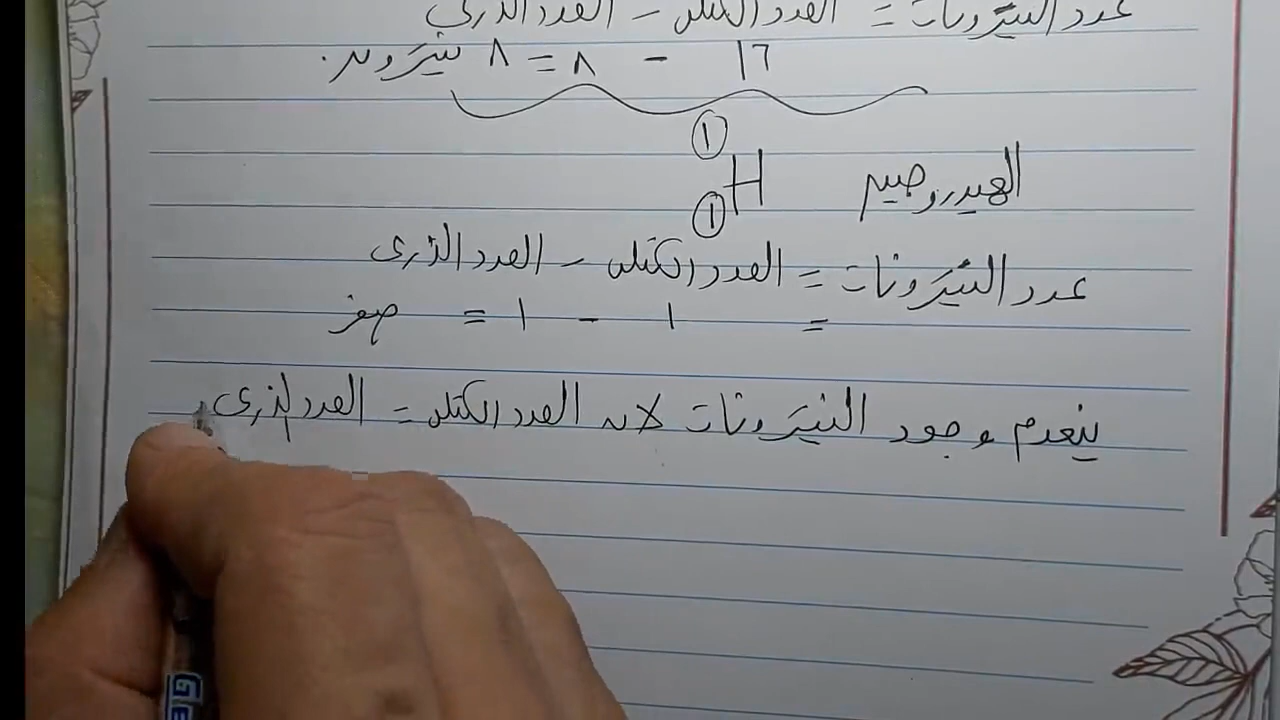 عدد النيترونات = العدد الكتلى - العدد الذرى
١٦ - ٨ = ٨ نيترون.
١
الهيدروجين H
١
عدد النيترونات = العدد الكتلى - العدد الذرى
= ١ - ١ = صفر
ينعدم وجود النيترونات لان العدد الكتلى = العدد الذرى